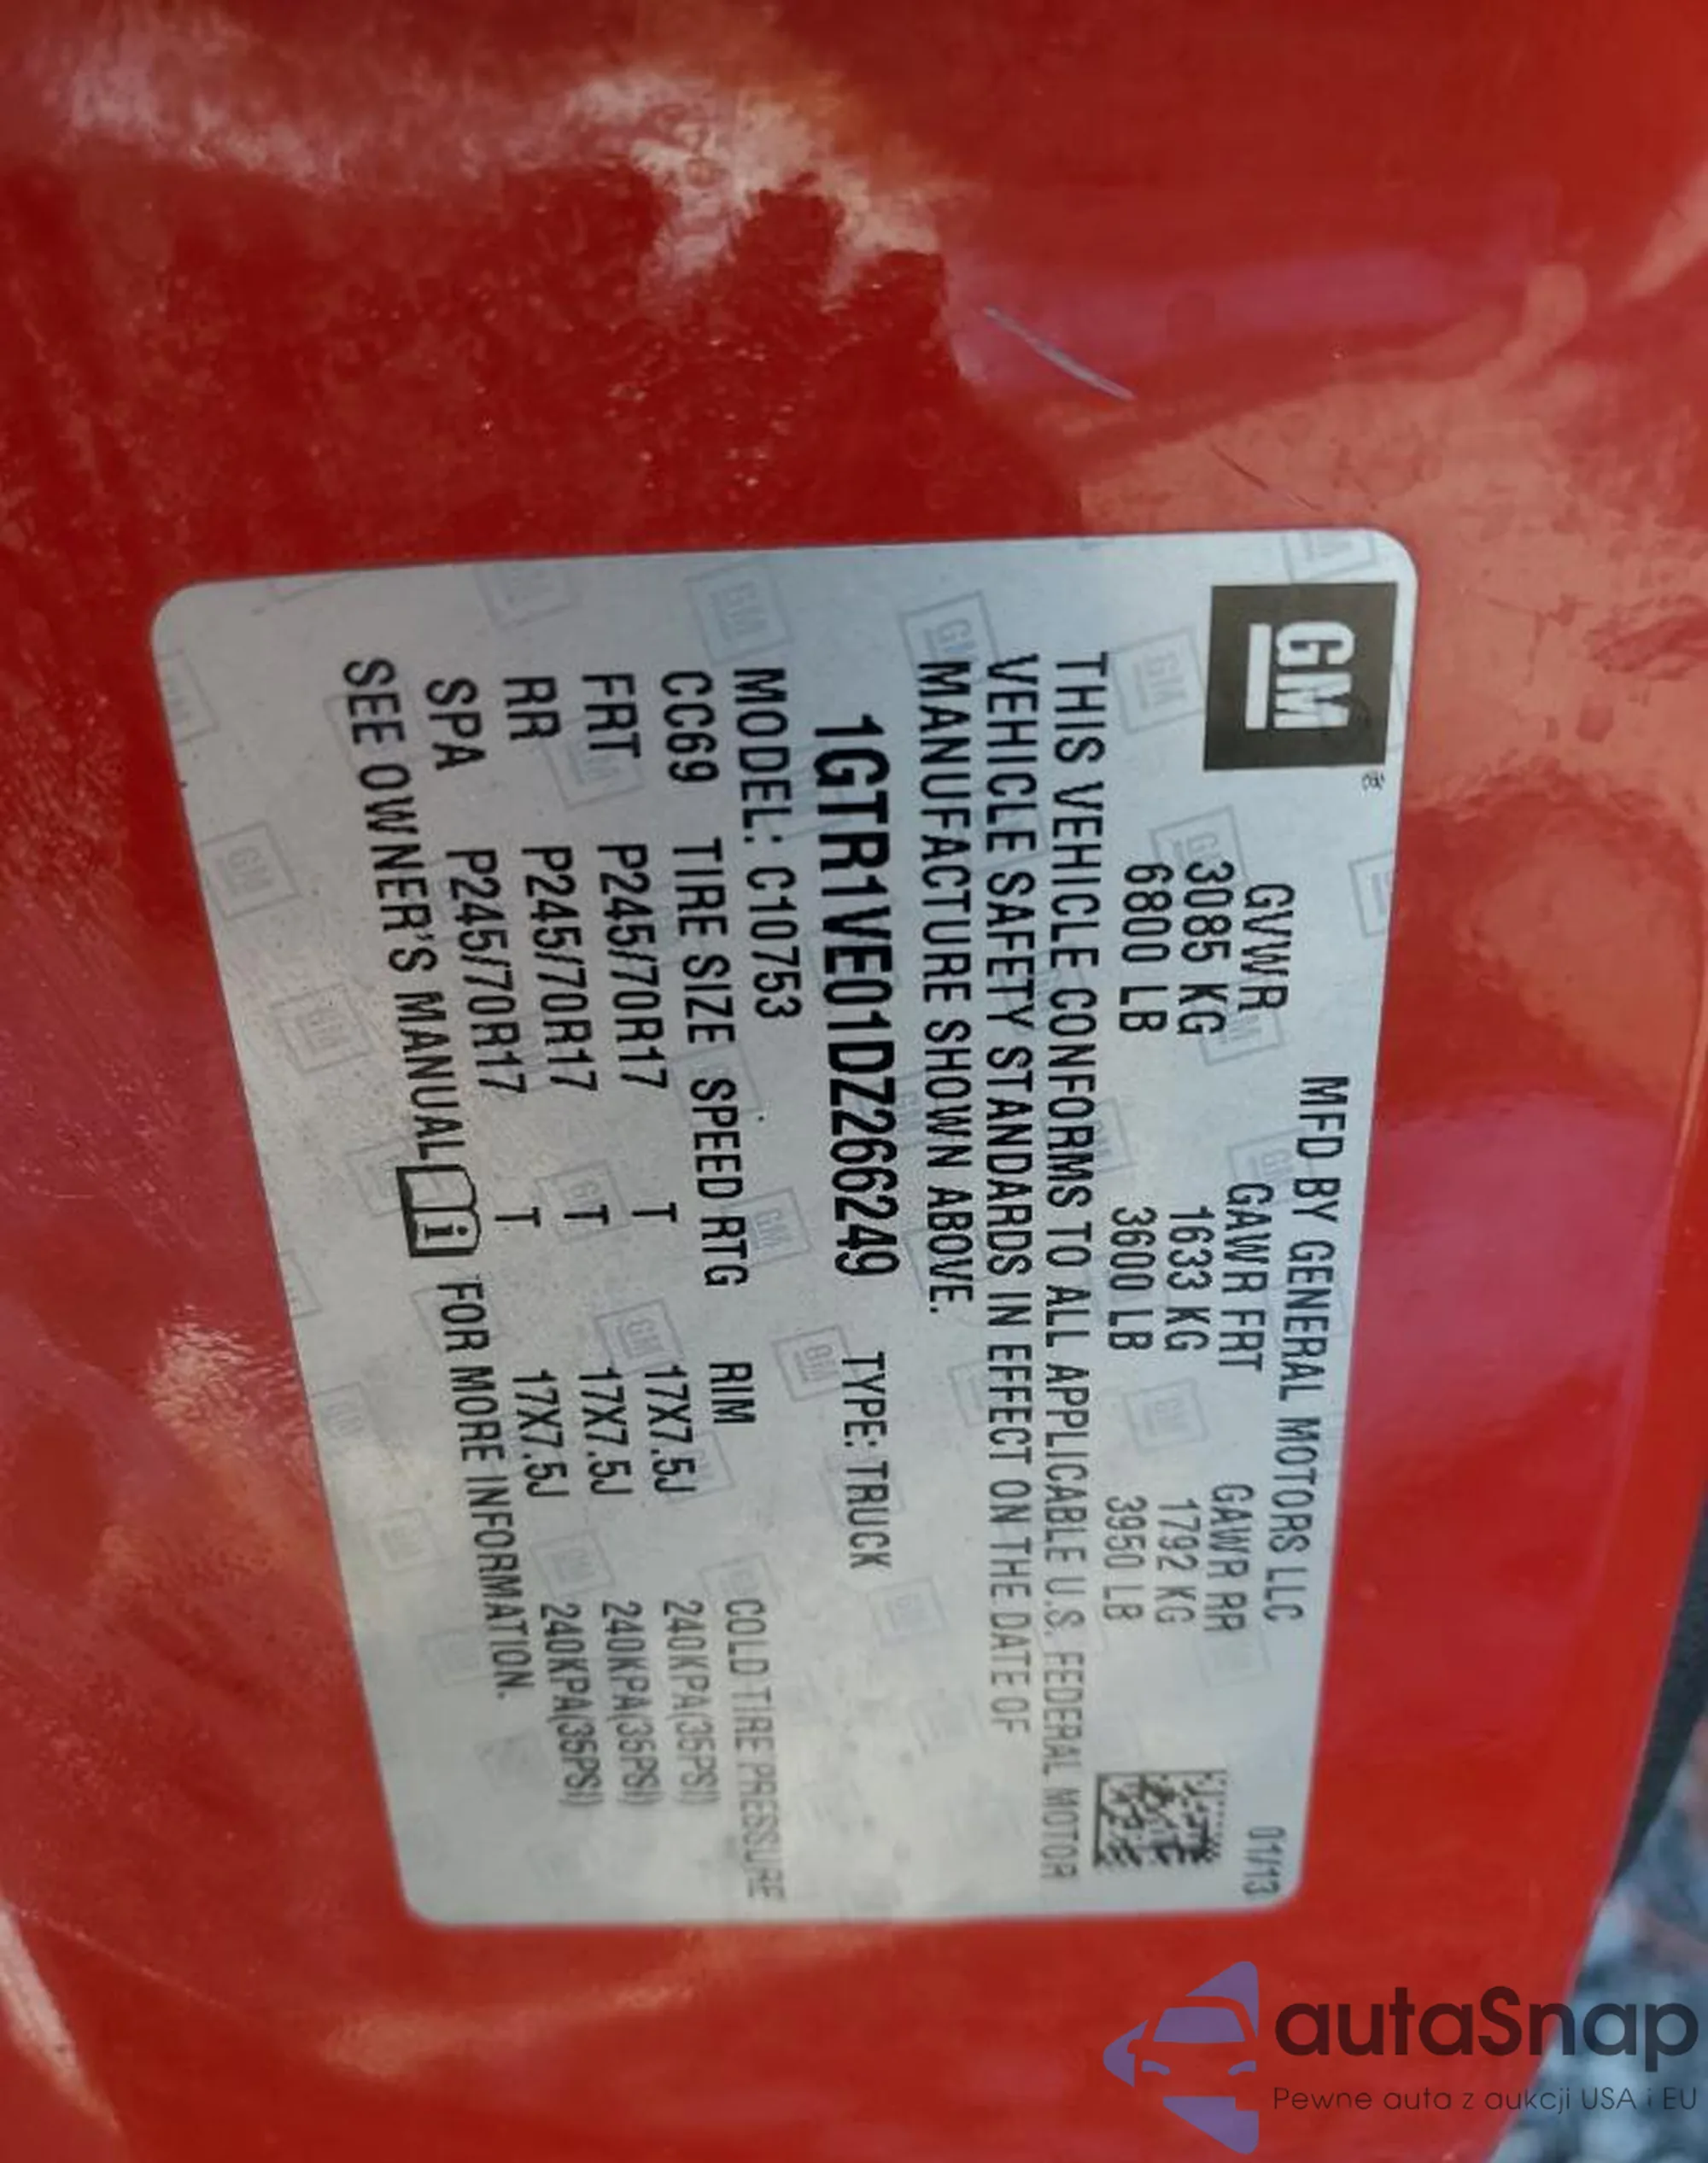 GM®
MFD BY GENERAL MOTORS LLC 01/13
GVWR GAWR FRT GAWR RR
3085 KG 1633 KG 1792 KG
6800 LB 3600 LB 3950 LB
THIS VEHICLE CONFORMS TO ALL APPLICABLE U.S. FEDERAL MOTOR
VEHICLE SAFETY STANDARDS IN EFFECT ON THE DATE OF
MANUFACTURE SHOWN ABOVE.
1GTR1VE01DZ266249 TYPE: TRUCK
MODEL: C10753
CC69 TIRE SIZE SPEED RTG RIM COLD TIRE PRESSURE
FRT P245/70R17 T 17X7.5J 240KPA(35PSI)
RR P245/70R17 T 17X7.5J 240KPA(35PSI)
SPA P245/70R17 T 17X7.5J 240KPA(35PSI)
SEE OWNER'S MANUAL i FOR MORE INFORMATION.
autaSnap
Pewne auta z aukcji USA i EU